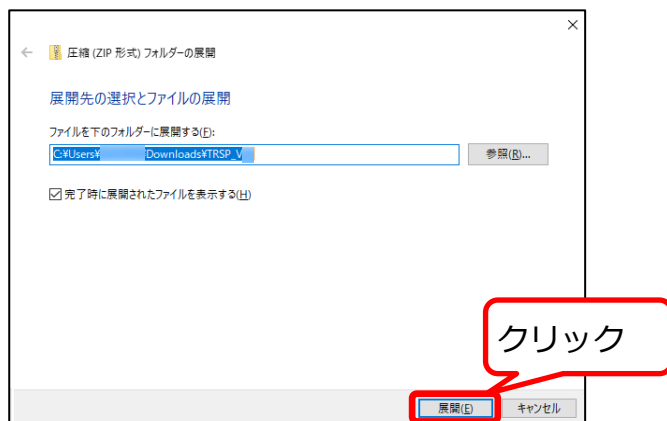 圧縮 (ZIP 形式) フォルダーの展開
展開先の選択とファイルの展開
ファイルを下のフォルダーに展開する(F):
C:¥Users¥ Downloads¥TRSP_V
参照(R)...
完了時に展開されたファイルを表示する(H)
クリック
展開(E)
キャンセル